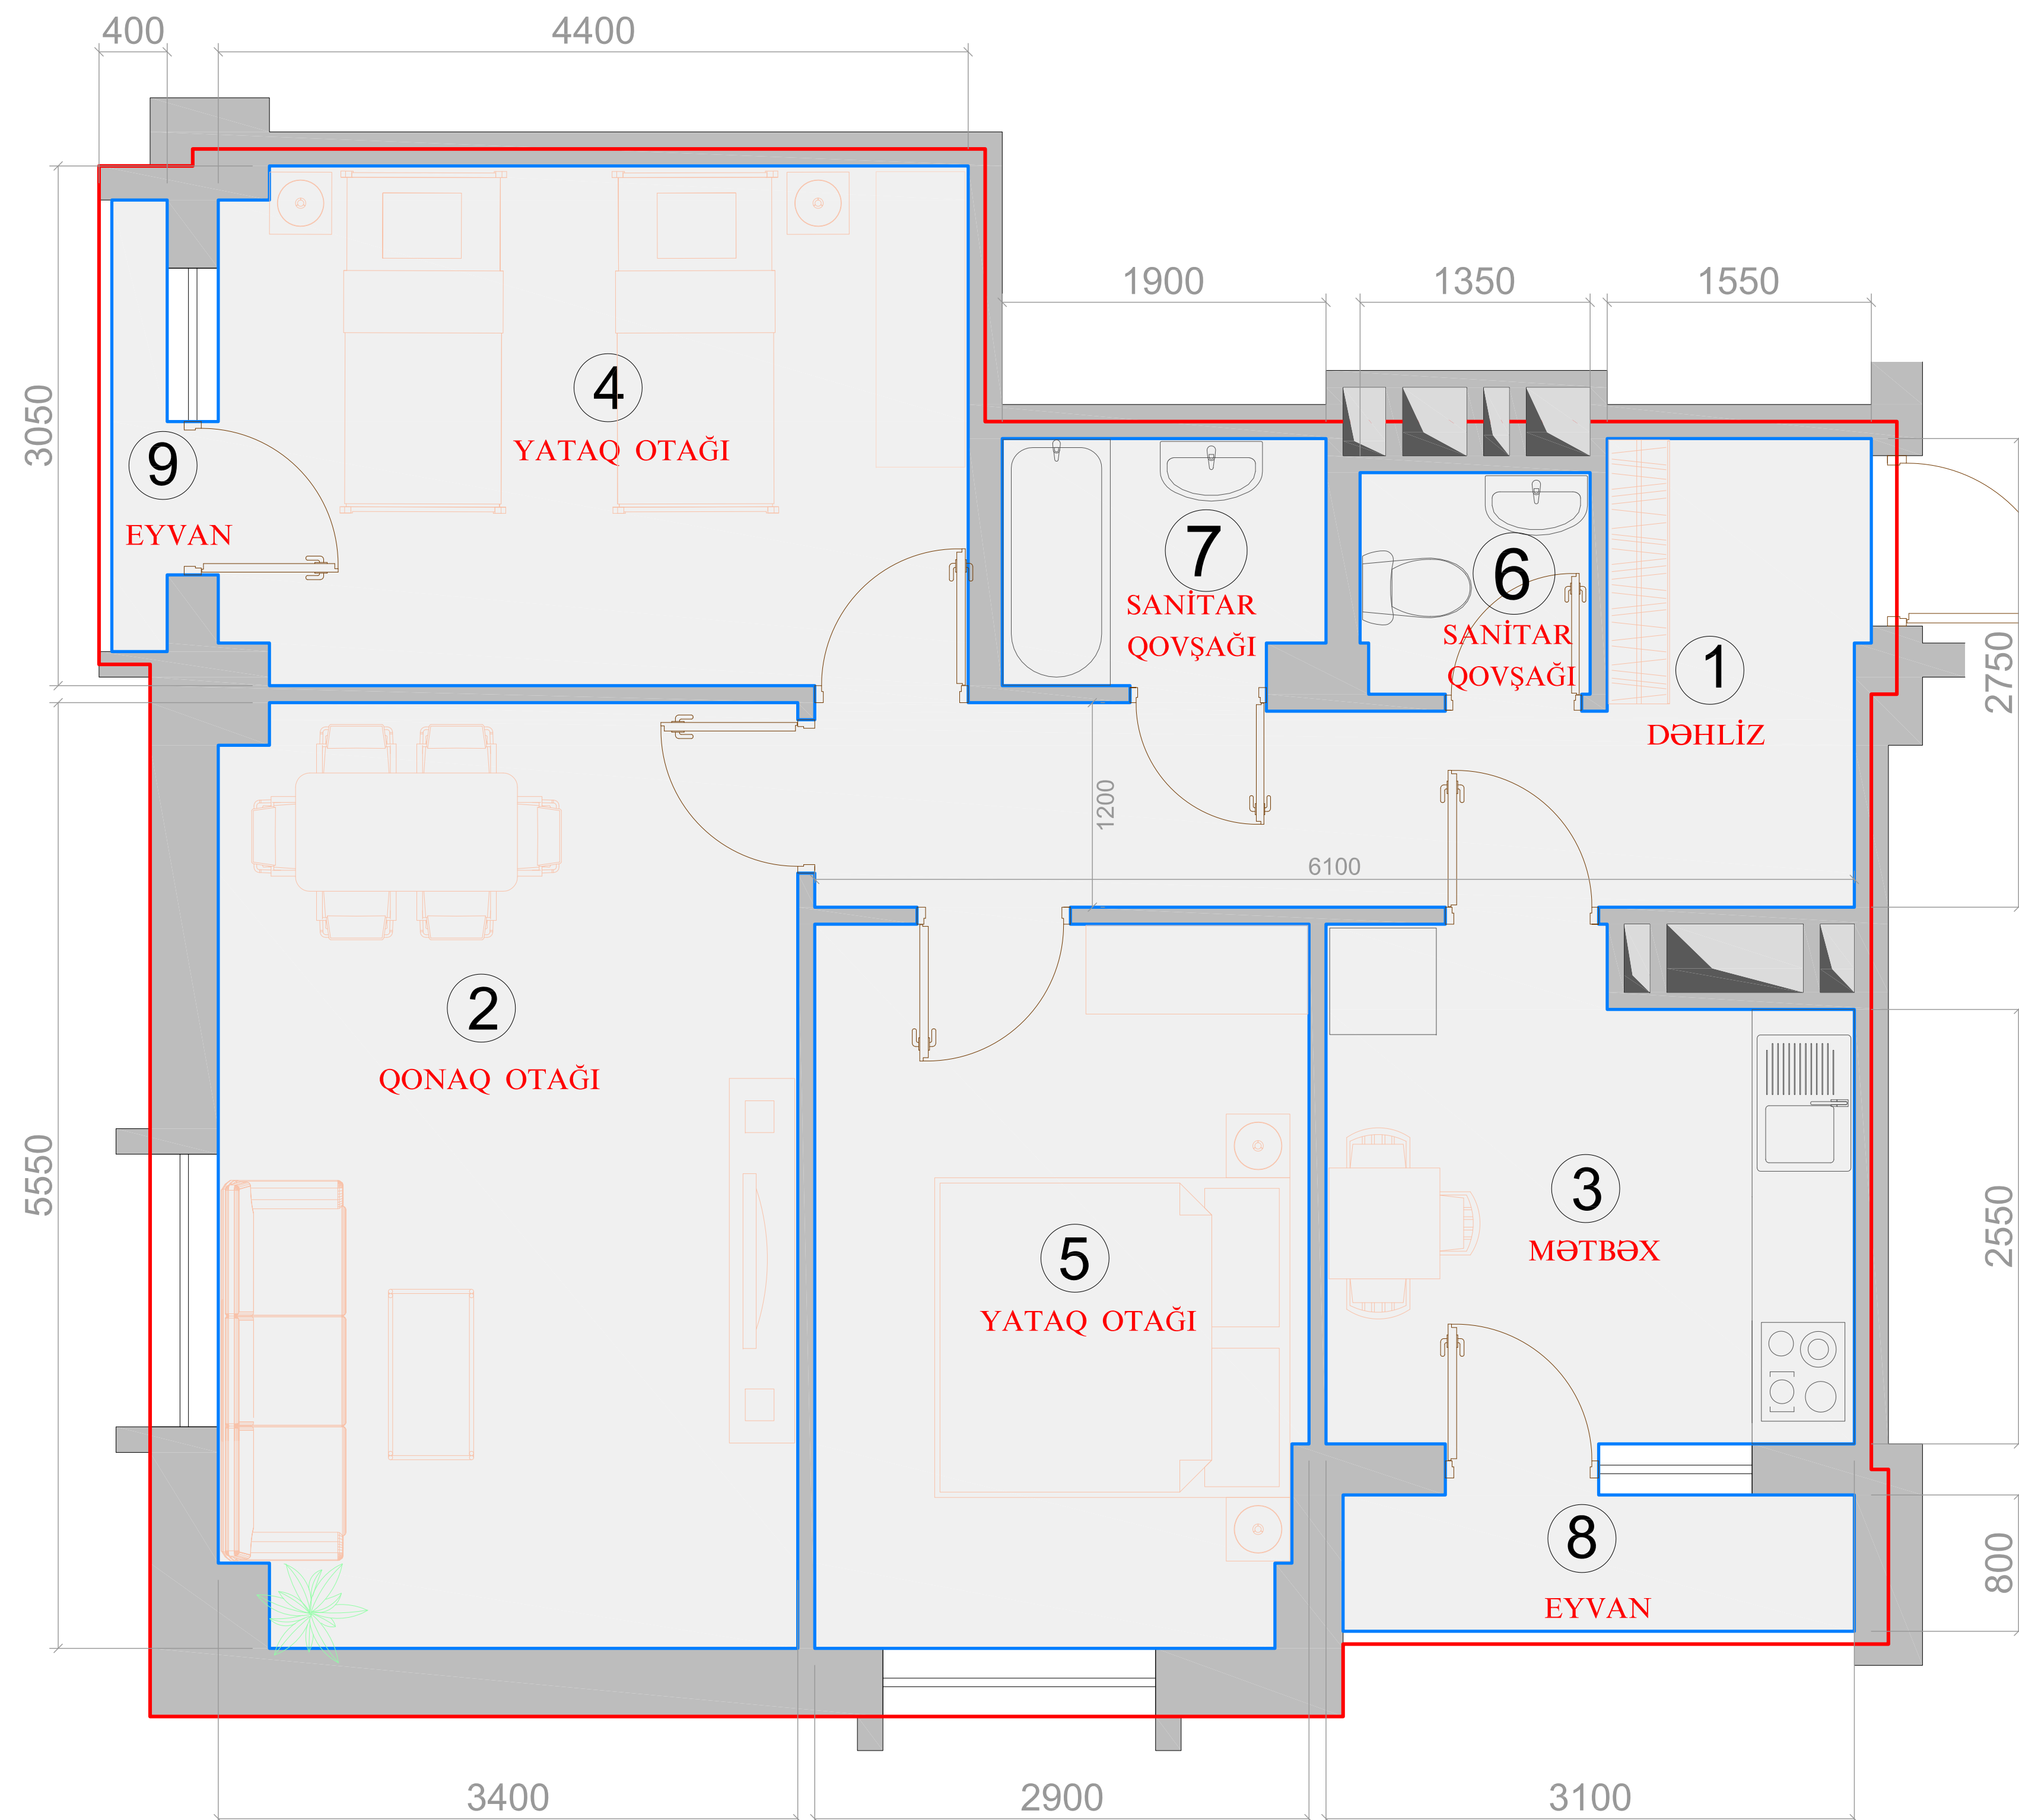 400
4400
1900
1350
1550
3050
4
YATAQ OTAĞI
9
EYVAN
7
SANİTAR
QOVŞAĞI
6
SANİTAR
QOVŞAĞI
1
DƏHLİZ
2750
1200
6100
2
QONAQ OTAĞI
5550
3
MƏTBƏX
2550
5
YATAQ OTAĞI
8
EYVAN
800
3400
2900
3100